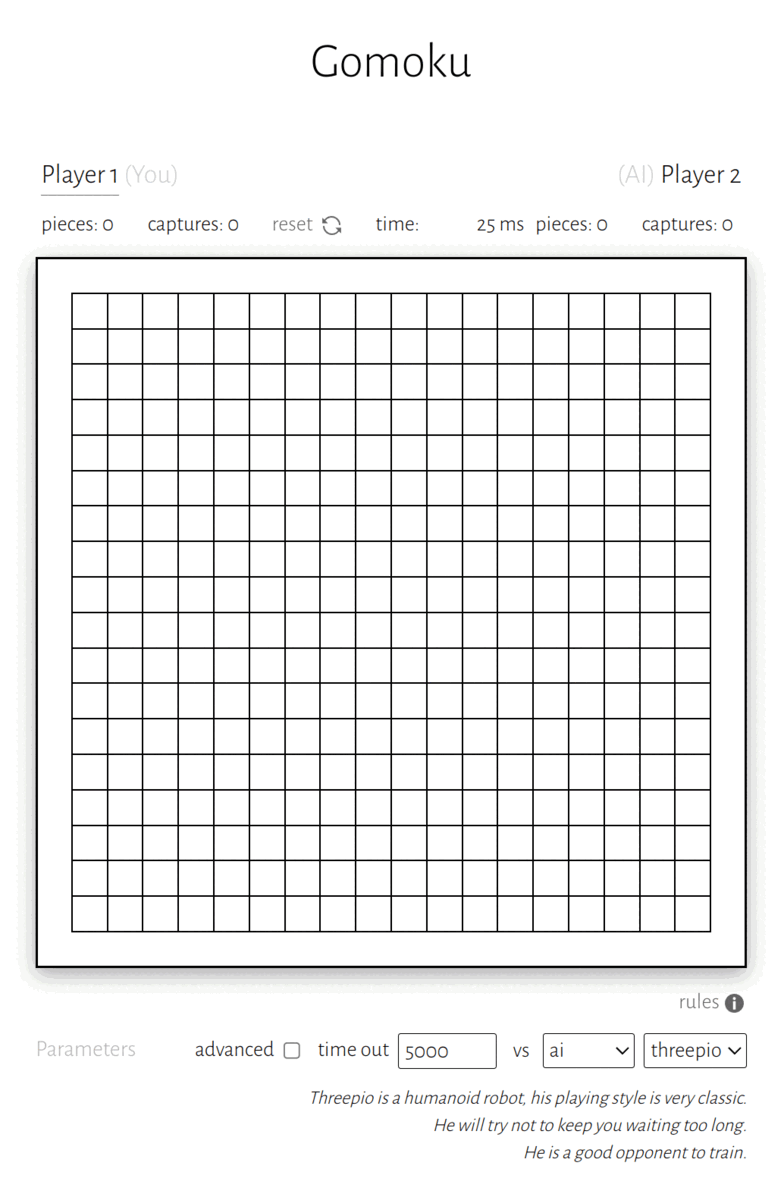 Gomoku
Player 1 (You) (AI) Player 2
pieces: 0 captures: 0 reset time: 25 ms pieces: 0 captures: 0
rules i
Parameters advanced time out 5000 vs ai threepio
Threepio is a humanoid robot, his playing style is very classic.
He will try not to keep you waiting too long.
He is a good opponent to train.